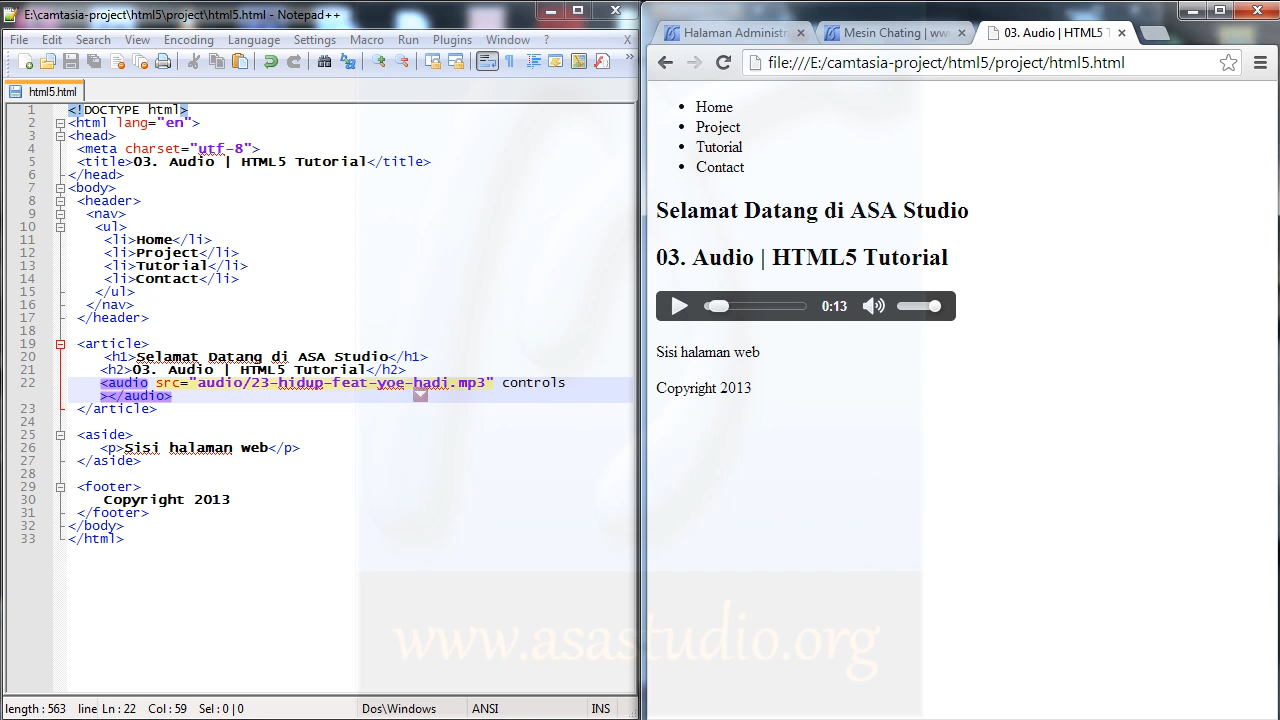 E:\camtasia\html5\project\html5.html - Notepad++
File Edit Search View Encoding Language Settings Macro Run Plugins Window ? X
html5.html
1 <!DOCTYPE html>
2 <html lang="en">
3 <head>
4 <meta charset="utf-8">
5 <title>03. Audio | HTML5 Tutorial</title>
6 </head>
7 <body>
8 <header>
9 <nav>
10 <ul>
11 <li>Home</li>
12 <li>Project</li>
13 <li>Tutorial</li>
14 <li>Contact</li>
15 </ul>
16 </nav>
17 </header>
18
19 <article>
20 <h1>Selamat Datang di ASA Studio</h1>
21 <h2>03. Audio | HTML5 Tutorial</h2>
22 <audio src="audio/23-hidup-feat-yoe-hadi.mp3" controls
></audio>
23 </article>
24
25 <aside>
26 <p>Sisi halaman web</p>
27 </aside>
28
29 <footer>
30 Copyright 2013
31 </footer>
32 </body>
33 </html>
length : 563 line Ln : 22 Col : 59 Sel : 0 | 0 Dos\Windows ANSI INS
Halaman Administr
Mesin Chating | ww
03. Audio | HTML5 T
file:///E:/camtasia-project/html5/project/html5.html
Home
Project
Tutorial
Contact
Selamat Datang di ASA Studio
03. Audio | HTML5 Tutorial
0:13
Sisi halaman web
Copyright 2013
www.asastudio.org